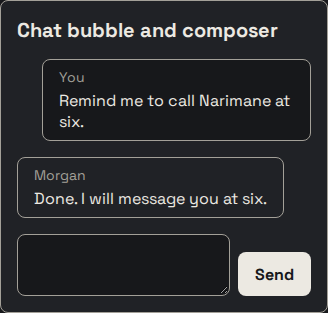 Chat bubble and composer
You
Remind me to call Narimane at
six.
Morgan
Done. I will message you at six.
Send